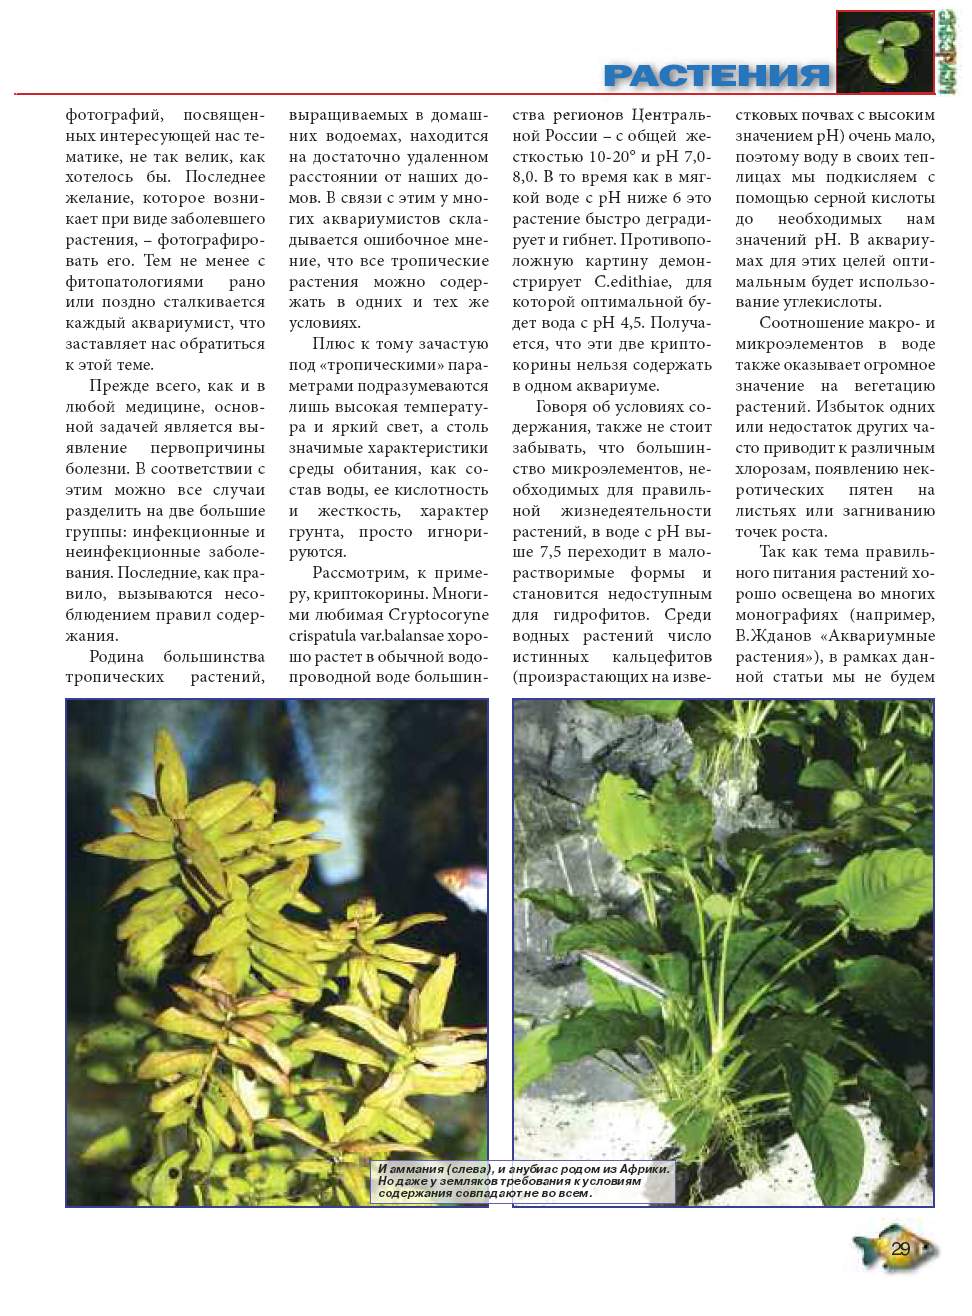 РАСТЕНИЯ
фотографий, посвящен-
ных интересующей нас те-
матике, не так велик, как
хотелось бы. Последнее
желание, которое возни-
кает при виде заболевшего
растения, – фотографиро-
вать его. Тем не менее с
фитопатологиями рано
или поздно сталкивается
каждый аквариумист, что
заставляет нас обратиться
к этой теме.
Прежде всего, как и в
любой медицине, основ-
ной задачей является вы-
явление первопричины
болезни. В соответствии с
этим можно все случаи
разделить на две большие
группы: инфекционные и
неинфекционные заболе-
вания. Последние, как пра-
вило, вызываются несо-
блюдением правил содер-
жания.
Родина большинства
тропических растений,
выращиваемых в домаш-
них водоемах, находится
на достаточно удаленном
расстоянии от наших до-
мов. В связи с этим у мно-
гих аквариумистов скла-
дывается ошибочное мне-
ние, что все тропические
растения можно содер-
жать в одних и тех же
условиях.
Плюс к тому зачастую
под «тропическими» пара-
метрами подразумеваются
лишь высокая температу-
ра и яркий свет, а столь
значимые характеристики
среды обитания, как со-
став воды, ее кислотность
и жесткость, характер
грунта, просто игнори-
руются.
Рассмотрим, к приме-
ру, криптокорины. Многи-
ми любимая Cryptocoryne
crispatula var.balansae хоро-
шо растет в обычной водо-
проводной воде большин-
ства регионов Централь-
ной России – с общей же-
сткостью 10-20° и pH 7,0-
8,0. В то время как в мяг-
кой воде с pH ниже 6 это
растение быстро дегради-
рует и гибнет. Противопо-
ложную картину демон-
стрирует C.edithiae, для
которой оптимальной бу-
дет вода с pH 4,5. Получа-
ется, что эти две крипто-
корины нельзя содержать
в одном аквариуме.
Говоря об условиях со-
держания, также не стоит
забывать, что большин-
ство микроэлементов, не-
обходимых для правиль-
ной жизнедеятельности
растений, в воде с pH вы-
ше 7,5 переходит в мало-
растворимые формы и
становится недоступным
для гидрофитов. Среди
водных растений число
истинных кальцефитов
(произрастающих на изве-
стковых почвах с высоким
значением pH) очень мало,
поэтому воду в своих теп-
лицах мы подкисляем с
помощью серной кислоты
до необходимых нам
значений pH. В аквариу-
мах для этих целей опти-
мальным будет использо-
вание углекислоты.
Соотношение макро- и
микроэлементов в воде
также оказывает огромное
значение на вегетацию
растений. Избыток одних
или недостаток других ча-
сто приводит к различным
хлорозам, появлению нек-
ротических пятен на
листьях или загниванию
точек роста.
Так как тема правиль-
ного питания растений хо-
рошо освещена во многих
монографиях (например,
В.Жданов «Аквариумные
растения»), в рамках дан-
ной статьи мы не будем
И аммания (слева), и анубиас родом из Африки.
Но даже у земляков требования к условиям
содержания совпадают не во всем.
29